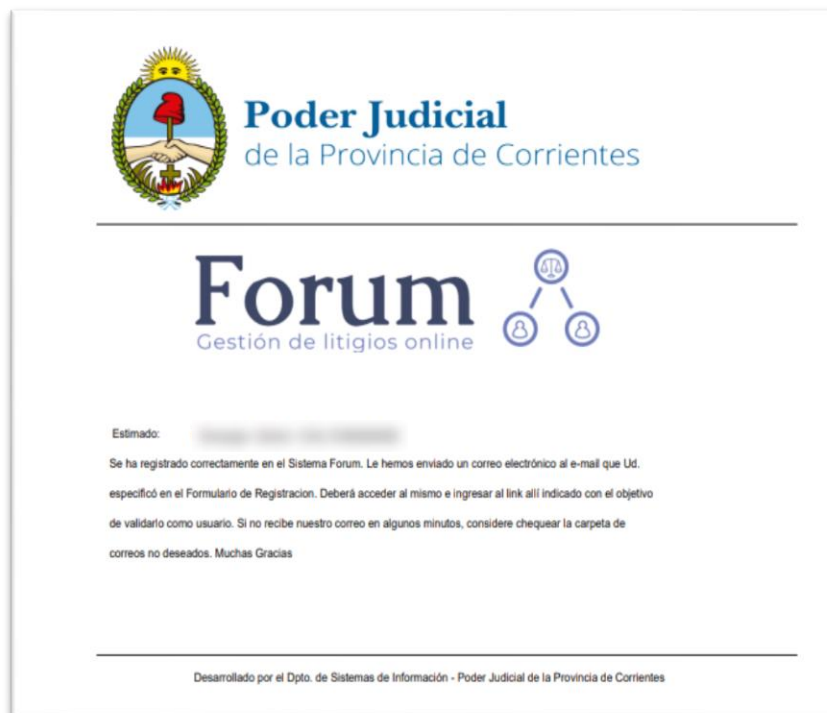 Poder Judicial
de la Provincia de Corrientes
Forum
Gestión de litigios online
Estimado:
Se ha registrado correctamente en el Sistema Forum. Le hemos enviado un correo electrónico al e-mail que Ud.
especificó en el Formulario de Registracion. Deberá acceder al mismo e ingresar al link allí indicado con el objetivo
de validarlo como usuario. Si no recibe nuestro correo en algunos minutos, considere chequear la carpeta de
correos no deseados. Muchas Gracias
Desarrollado por el Dpto. de Sistemas de Información - Poder Judicial de la Provincia de Corrientes